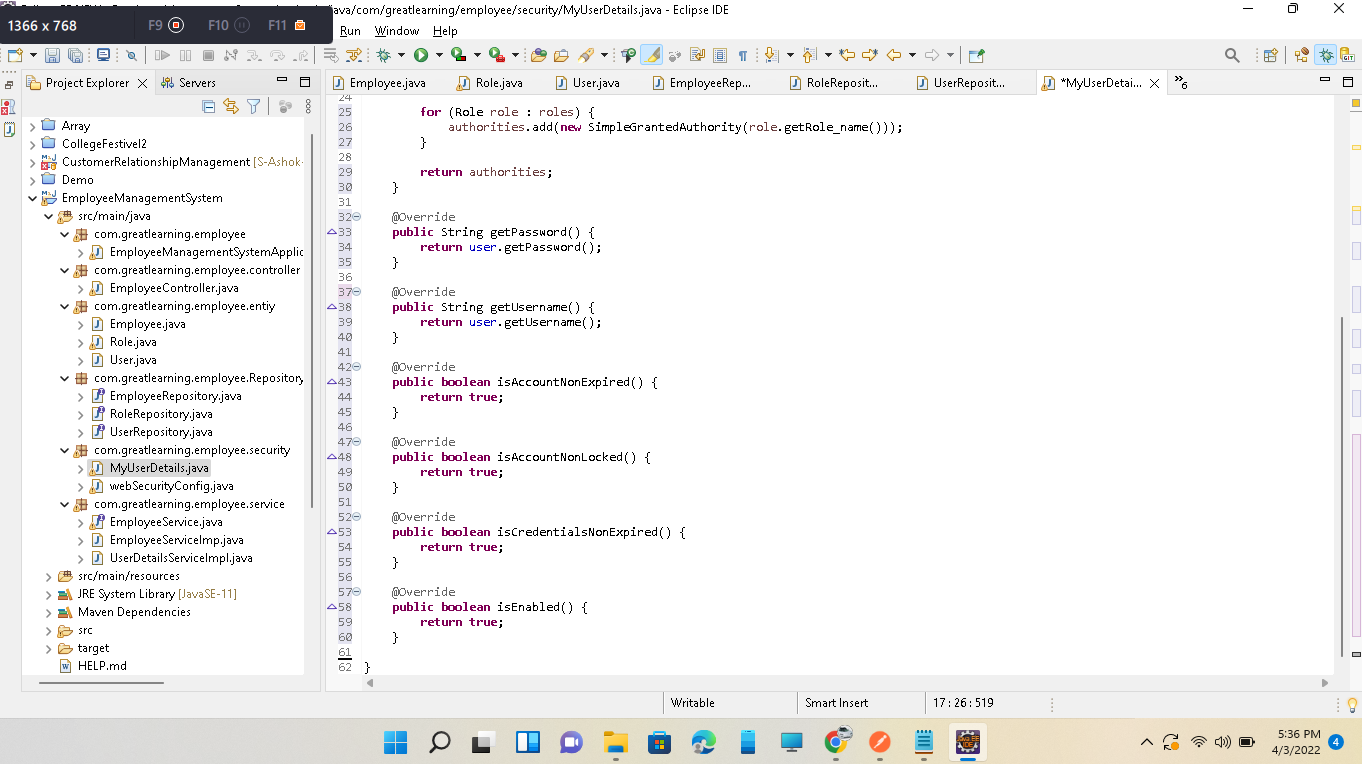 java/com/greatlearning/employee/security/MyUserDetails.java - Eclipse IDE
1366 x 768
F9
F10
F11
Run Window Help
Project Explorer
Servers
Employee.java
Role.java
User.java
EmployeeRep...
RoleReposit...
UserReposit...
*MyUserDetai...
»6
Array
CollegeFestivel2
CustomerRelationshipManagement [S-Ashok-
Demo
EmployeeManagementSystem
src/main/java
com.greatlearning.employee
EmployeeManagementSystemApplic
com.greatlearning.employee.controller
EmployeeController.java
com.greatlearning.employee.entiy
Employee.java
Role.java
User.java
com.greatlearning.employee.Repository
EmployeeRepository.java
RoleRepository.java
UserRepository.java
com.greatlearning.employee.security
MyUserDetails.java
webSecurityConfig.java
com.greatlearning.employee.service
EmployeeService.java
EmployeeServiceImp.java
UserDetailsServiceImpl.java
src/main/resources
JRE System Library [JavaSE-11]
Maven Dependencies
src
target
HELP.md
24
25 for (Role role : roles) {
26 authorities.add(new SimpleGrantedAuthority(role.getRole_name()));
27 }
28
29 return authorities;
30 }
31
32 @Override
33 public String getPassword() {
34 return user.getPassword();
35 }
36
37 @Override
38 public String getUsername() {
39 return user.getUsername();
40 }
41
42 @Override
43 public boolean isAccountNonExpired() {
44 return true;
45 }
46
47 @Override
48 public boolean isAccountNonLocked() {
49 return true;
50 }
51
52 @Override
53 public boolean isCredentialsNonExpired() {
54 return true;
55 }
56
57 @Override
58 public boolean isEnabled() {
59 return true;
60 }
61
62 }
Writable
Smart Insert
17 : 26 : 519
5:36 PM
4/3/2022
4